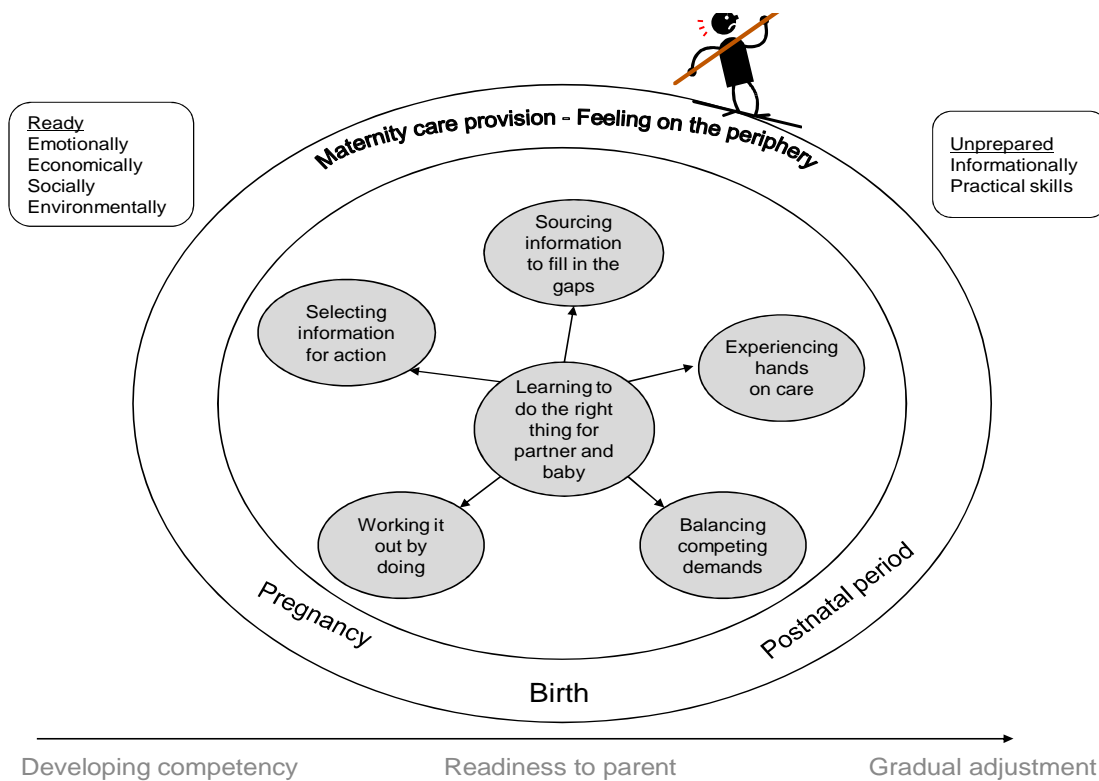 Ready
Emotionally
Economically
Socially
Environmentally
Maternity care provision - Feeling on the periphery
Unprepared
Informationally
Practical skills
Sourcing
information
to fill in the
gaps
Selecting
information
for action
Experiencing
hands
on care
Learning to
do the right
thing for
partner and
baby
Working it
out by
doing
Balancing
competing
demands
Pregnancy
Birth
Postnatal period
Developing competency
Readiness to parent
Gradual adjustment